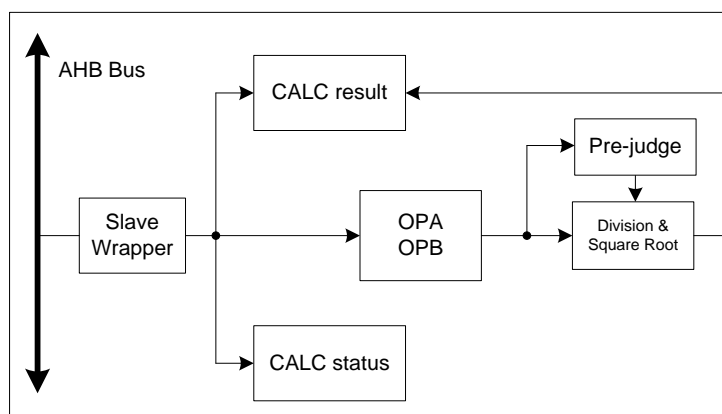 AHB Bus
CALC result
Pre-judge
Slave
Wrapper
OPA
OPB
Division &
Square Root
CALC status